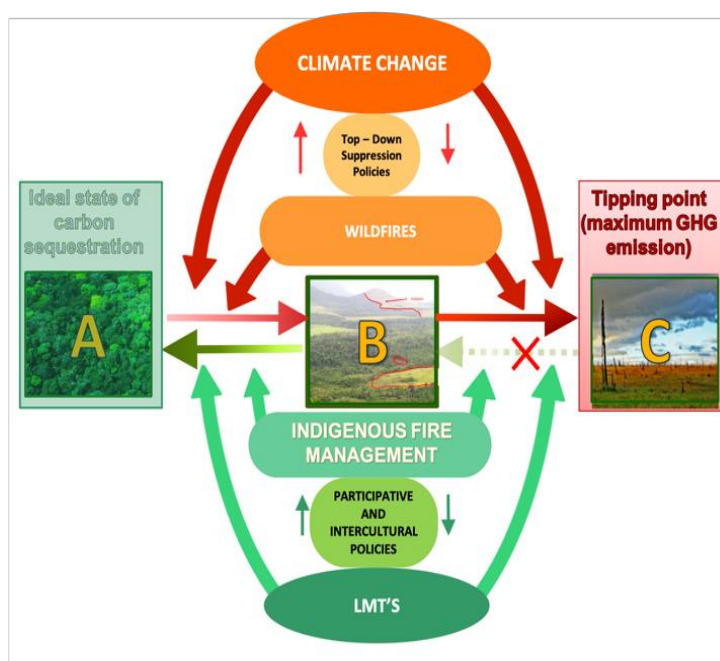 CLIMATE CHANGE
Top – Down
Suppression
Policies
Ideal state of
carbon
sequestration
WILDFIRES
Tipping point
(maximum GHG
emission)
A
B
C
INDIGENOUS FIRE
MANAGEMENT
PARTICIPATIVE
AND
INTERCULTURAL
POLICIES
LMT'S